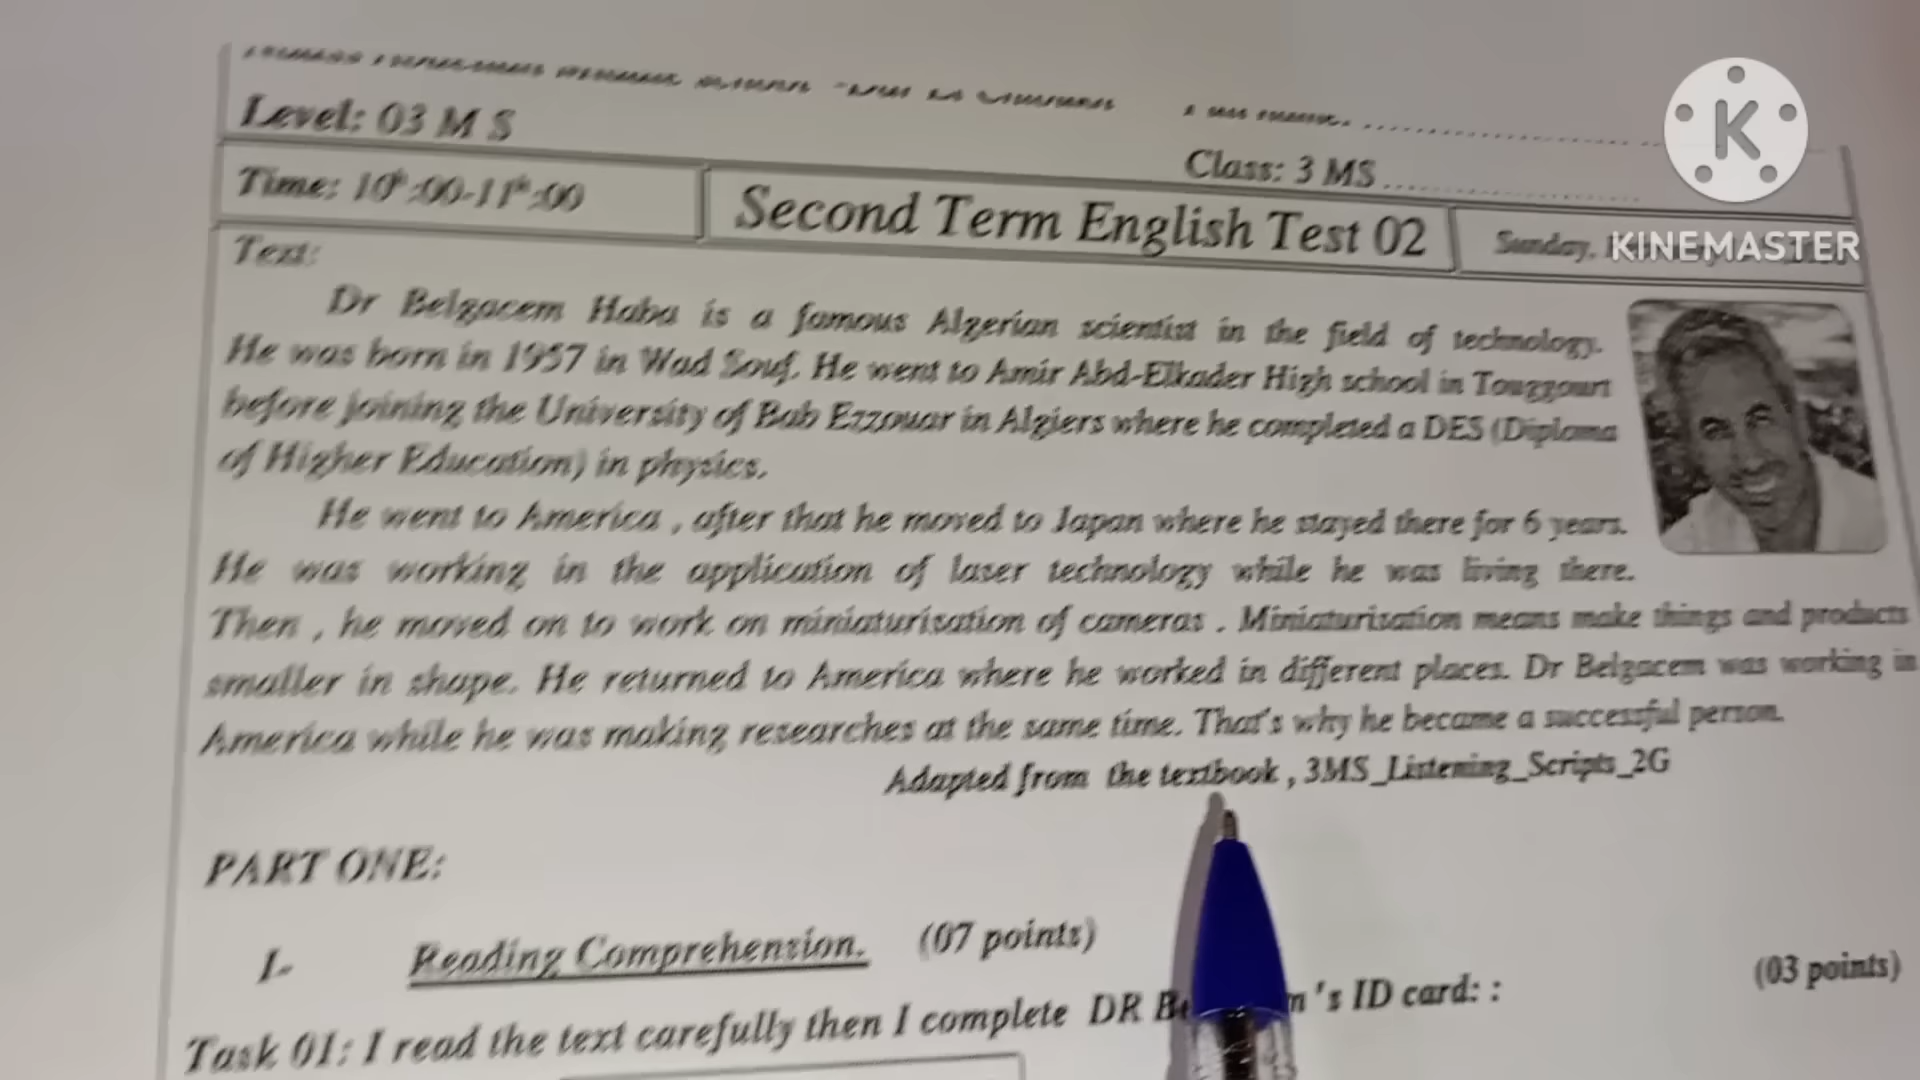 Level: 03 M S
Class: 3 MS
K
Time: 10h:00-11h:00
Second Term English Test 02
Sunday,
KINEMASTER
Text:
Dr Belgacem Haba is a famous Algerian scientist in the field of technology.
He was born in 1957 in Wad Souf. He went to Amir Abd-Elkader High school in Touggourt
before joining the University of Bab Ezzouar in Algiers where he completed a DES (Diploma
of Higher Education) in physics.
He went to America , after that he moved to Japan where he stayed there for 6 years.
He was working in the application of laser technology while he was living there.
Then , he moved on to work on miniaturisation of cameras . Miniaturisation means make things and products
smaller in shape. He returned to America where he worked in different places. Dr Belgacem was working in
America while he was making researches at the same time. That's why he became a successful person.
Adapted from the textbook , 3MS_Listening_Scripts_2G
PART ONE:
I- Reading Comprehension. (07 points)
Task 01: I read the text carefully then I complete DR 's ID card: : (03 points)